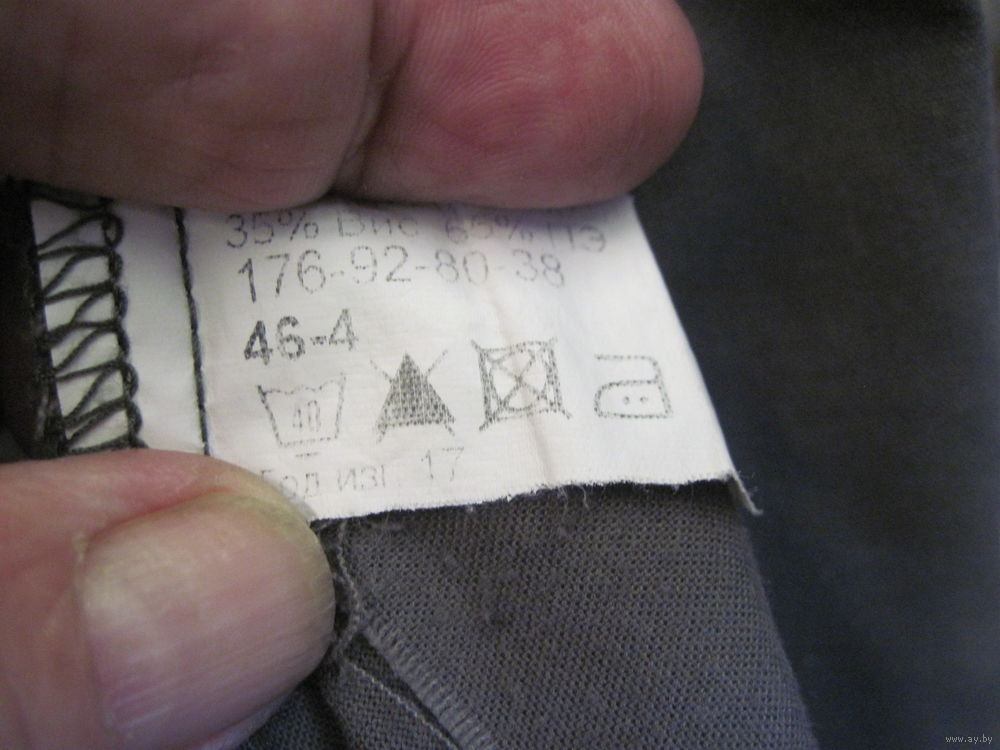 35% Вис 65% ПЭ
176-92-80-38
46-4
40
Год изг. 17
www.ay.by